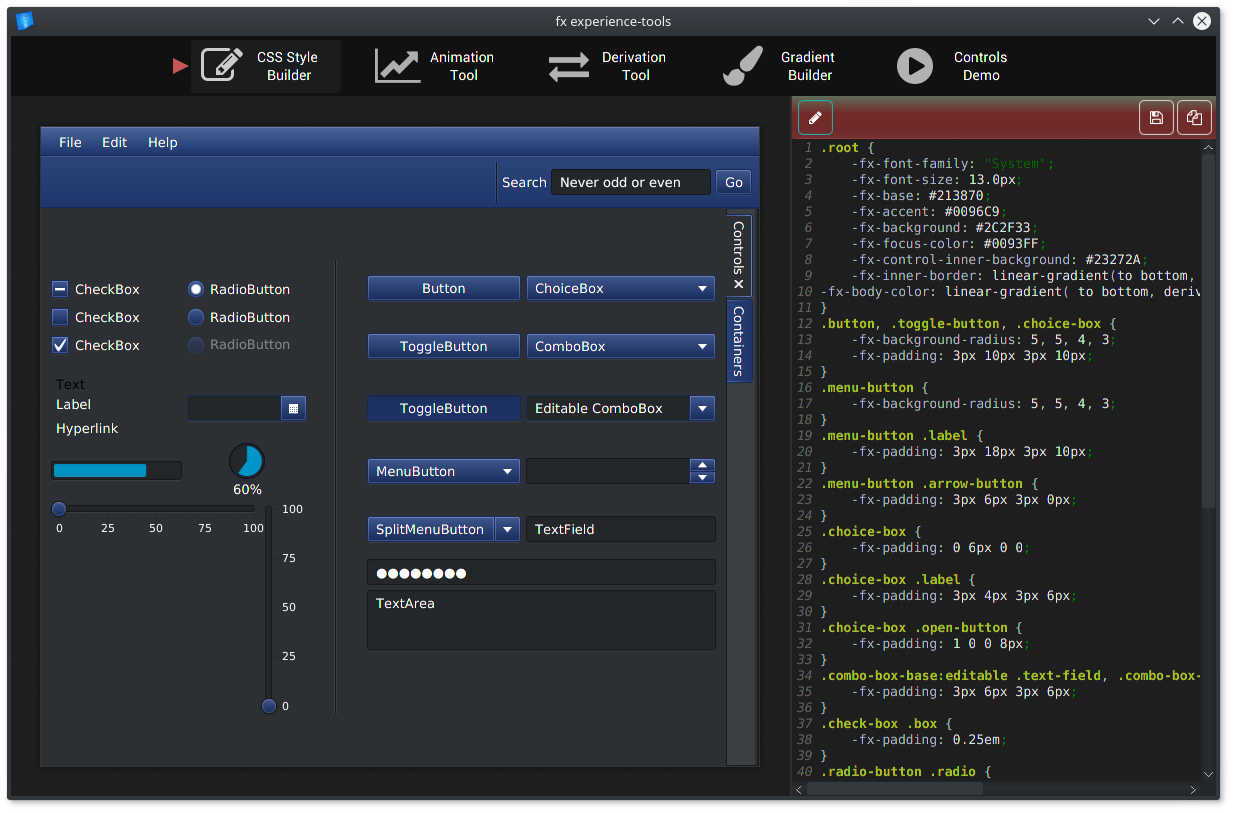 fx experience-tools
CSS Style
Builder
Animation
Tool
Derivation
Tool
Gradient
Builder
Controls
Demo
File Edit Help
Search Never odd or even Go
Controls ×
Containers
CheckBox RadioButton
CheckBox RadioButton
CheckBox RadioButton
Text
Label
Hyperlink
60%
0 25 50 75 100
100
75
50
25
0
Button ChoiceBox
ToggleButton ComboBox
ToggleButton Editable ComboBox
MenuButton
SplitMenuButton TextField
TextArea
1 .root {
2 -fx-font-family: "System";
3 -fx-font-size: 13.0px;
4 -fx-base: #213870;
5 -fx-accent: #0096C9;
6 -fx-background: #2C2F33;
7 -fx-focus-color: #0093FF;
8 -fx-control-inner-background: #23272A;
9 -fx-inner-border: linear-gradient(to bottom,
10 -fx-body-color: linear-gradient( to bottom, deriv
11 }
12 .button, .toggle-button, .choice-box {
13 -fx-background-radius: 5, 5, 4, 3;
14 -fx-padding: 3px 10px 3px 10px;
15 }
16 .menu-button {
17 -fx-background-radius: 5, 5, 4, 3;
18 }
19 .menu-button .label {
20 -fx-padding: 3px 18px 3px 10px;
21 }
22 .menu-button .arrow-button {
23 -fx-padding: 3px 6px 3px 0px;
24 }
25 .choice-box {
26 -fx-padding: 0 6px 0 0;
27 }
28 .choice-box .label {
29 -fx-padding: 3px 4px 3px 6px;
30 }
31 .choice-box .open-button {
32 -fx-padding: 1 0 0 8px;
33 }
34 .combo-box-base:editable .text-field, .combo-box-
35 -fx-padding: 3px 6px 3px 6px;
36 }
37 .check-box .box {
38 -fx-padding: 0.25em;
39 }
40 .radio-button .radio {